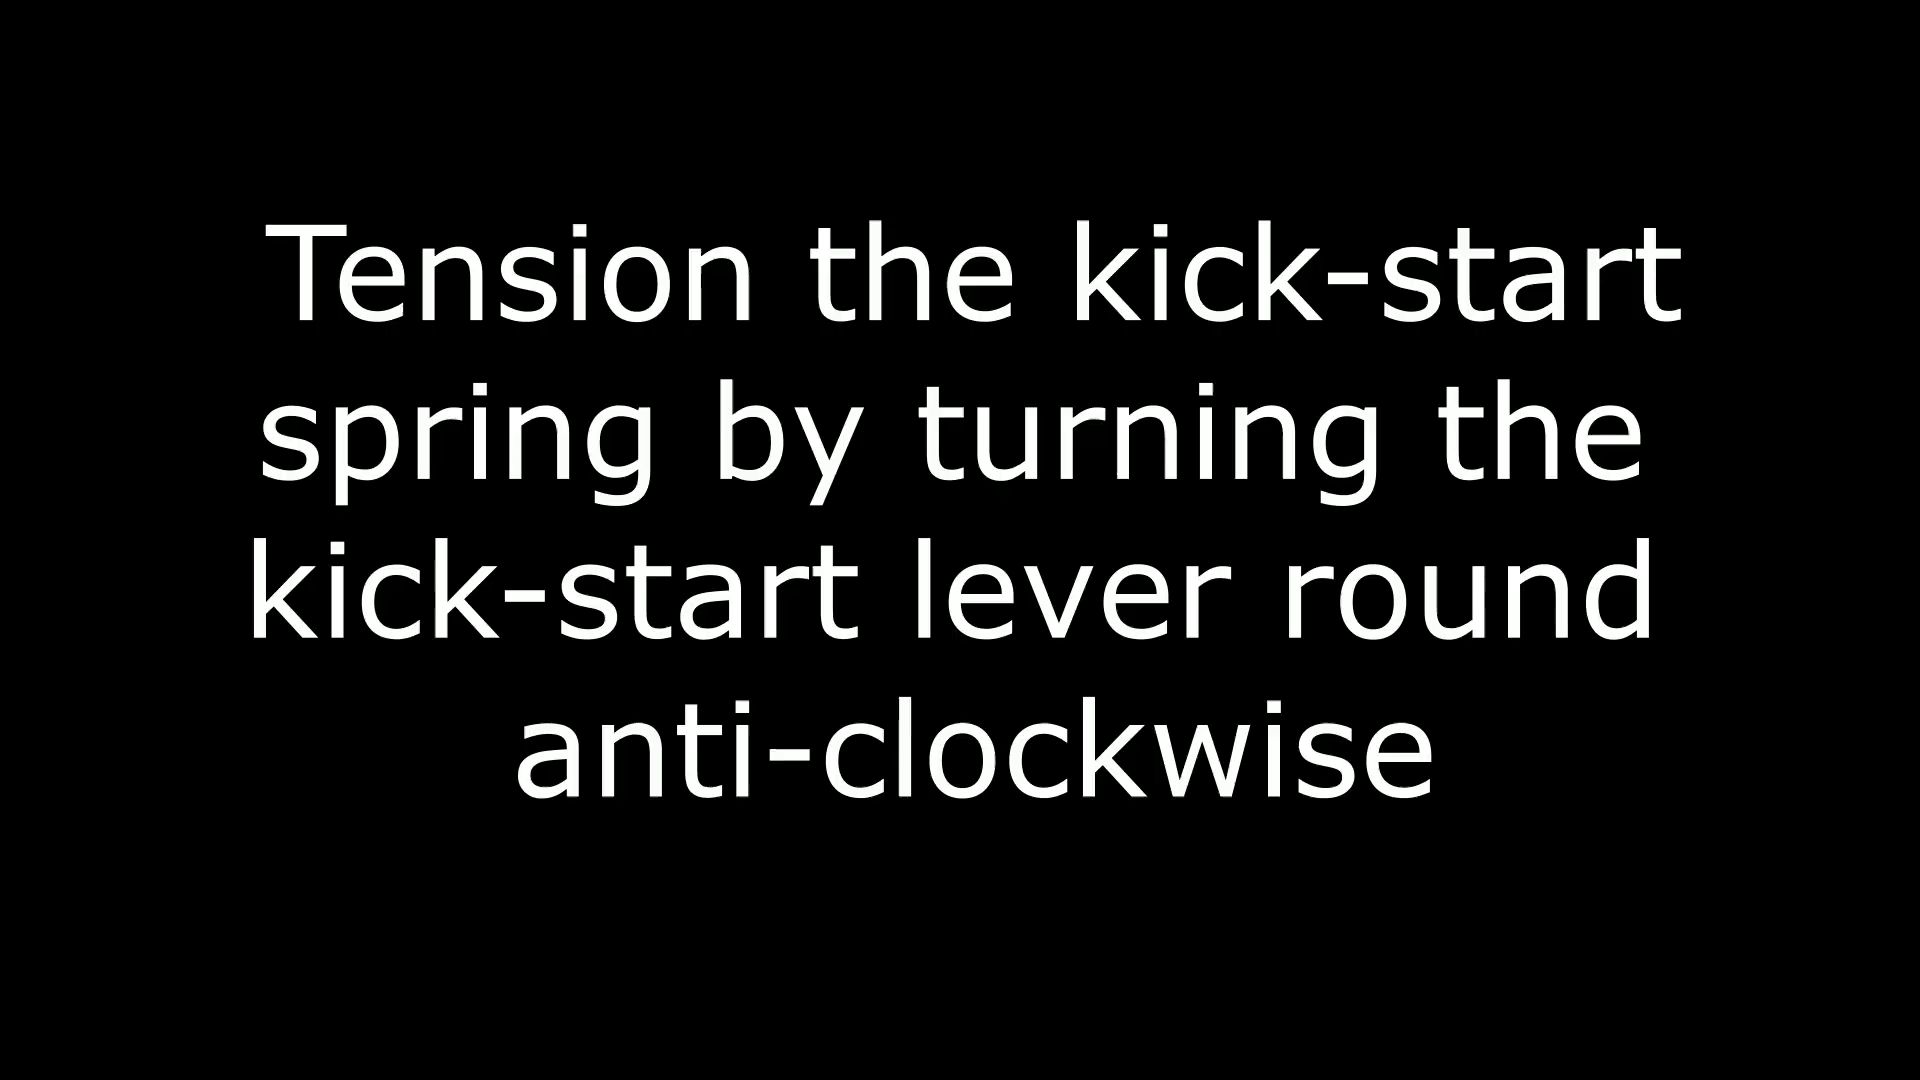 Tension the kick-start
spring by turning the
kick-start lever round
anti-clockwise